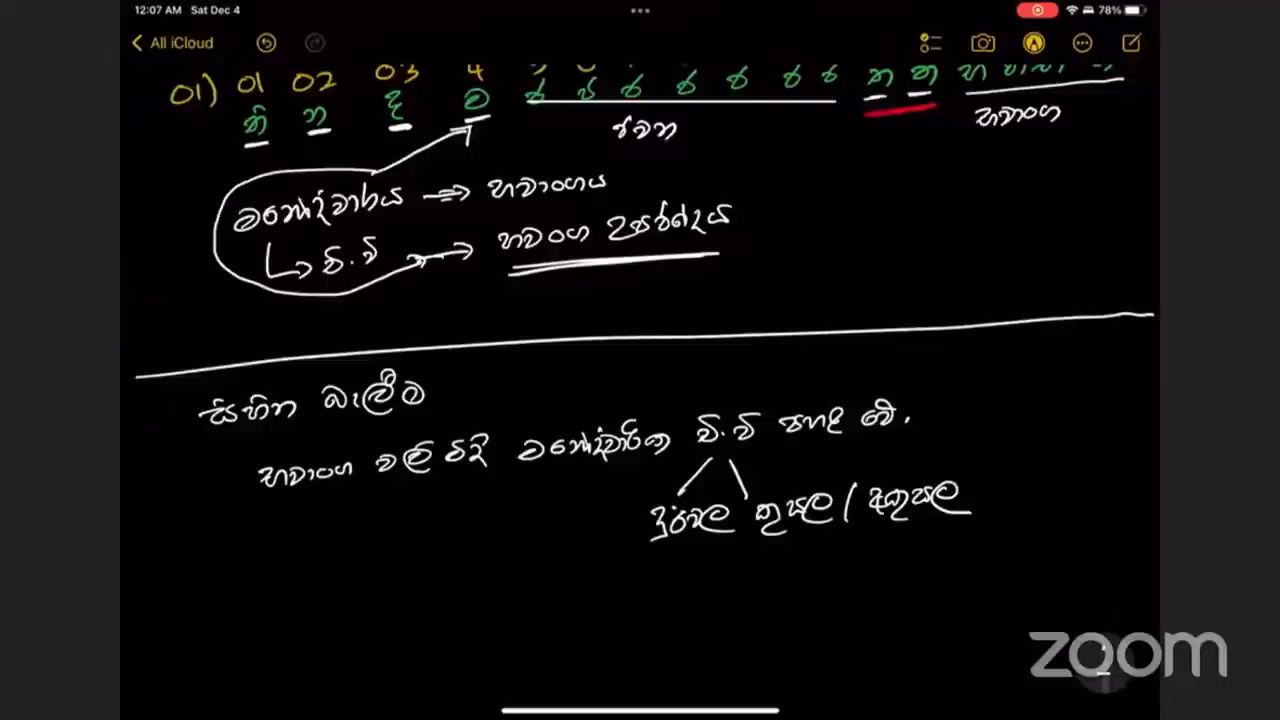 12:07 AM Sat Dec 4 78%
All iCloud
01) 01 02 03 4
ති න ද ම ජ ජ ජ ජ ජ ජ ජ ත ත භ
ජවන භවාංග
මනෝද්වාරය භවාංගය
චි.වි භවාංග උපච්ඡේදය
සිහින බැලීම
භවාංග වලි මැදි මනෝද්වාරික චි.වි පහළ වේ.
දුර්වල කුසල / අකුසල
zoom